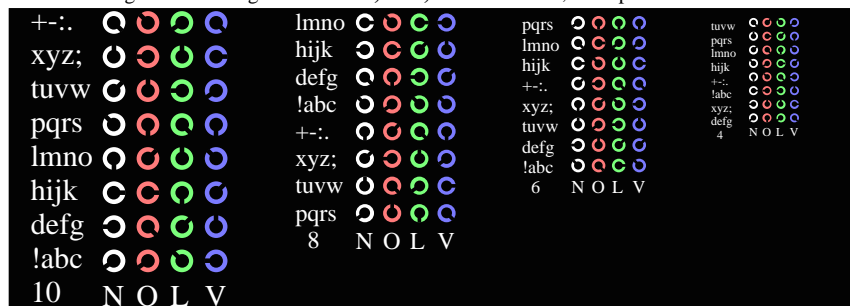 +-:.
xyz;
tuvw
pqrs
lmno
hijk
defg
!abc
10 N O L V
lmno
hijk
defg
!abc
+-:.
xyz;
tuvw
pqrs
8 N O L V
pqrs
lmno
hijk
+-:.
xyz;
tuvw
defg
!abc
6 N O L V
tuvw
pqrs
lmno
hijk
+-:.
!abc
xyz;
defg
4 N O L V